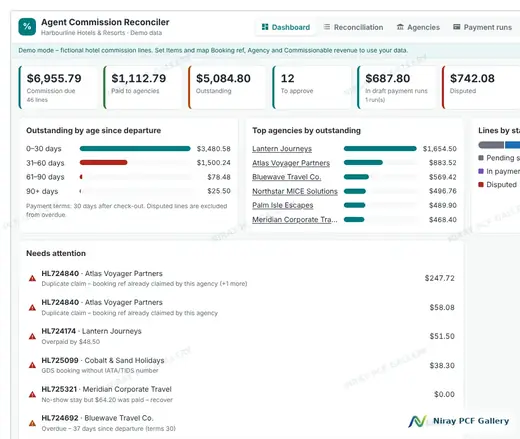 %
Agent Commission Reconciler
Harbourline Hotels & Resorts · Demo data
Dashboard
Reconciliation
Agencies
Payment runs
Demo mode – fictional hotel commission lines. Set Items and map Booking ref, Agency and Commissionable revenue to use your data.
$6,955.79
Commission due
46 lines
$1,112.79
Paid to agencies
$5,084.80
Outstanding
12
To approve
$687.80
In draft payment runs
1 run(s)
$742.08
Disputed
Outstanding by age since departure
0–30 days $3,480.58
31–60 days $1,500.24
61–90 days $78.48
90+ days $25.50
Payment terms: 30 days after check-out. Disputed lines are excluded
from overdue.
Top agencies by outstanding
Lantern Journeys $1,654.50
Atlas Voyager Partners $883.52
Bluewave Travel Co. $569.42
Northstar MICE Solutions $496.76
Palm Isle Escapes $489.90
Meridian Corporate Tra... $468.40
Lines by sta
Pending s
In paymen
Disputed
Needs attention
HL724840 · Atlas Voyager Partners
Duplicate claim – booking ref already claimed by this agency (+1 more)
$247.72
HL724840 · Atlas Voyager Partners
Duplicate claim – booking ref already claimed by this agency
$58.08
HL724174 · Lantern Journeys
Overpaid by $48.50
$51.50
HL725099 · Cobalt & Sand Holidays
GDS booking without IATA/TIDS number
$38.30
HL725321 · Meridian Corporate Travel
No-show stay but $64.20 was paid – recover
$0.00
HL724692 · Bluewave Travel Co.
Overdue – 37 days since departure (terms 30)
Niray PCF Gallery